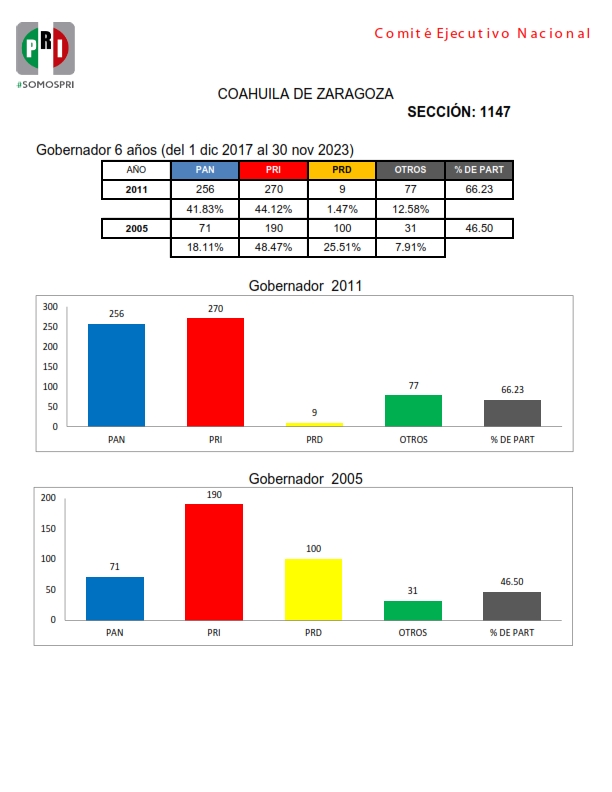 Comité Ejecutivo Nacional
PRI
#SOMOSPRI
COAHUILA DE ZARAGOZA
SECCIÓN: 1147
Gobernador 6 años (del 1 dic 2017 al 30 nov 2023)
AÑO PAN PRI PRD OTROS % DE PART
2011 256 270 9 77 66.23
41.83% 44.12% 1.47% 12.58%
2005 71 190 100 31 46.50
18.11% 48.47% 25.51% 7.91%
Gobernador 2011
300
250
200
150
100
50
0
256 270 9 77 66.23
PAN PRI PRD OTROS % DE PART
Gobernador 2005
200
150
100
50
0
71 190 100 31 46.50
PAN PRI PRD OTROS % DE PART